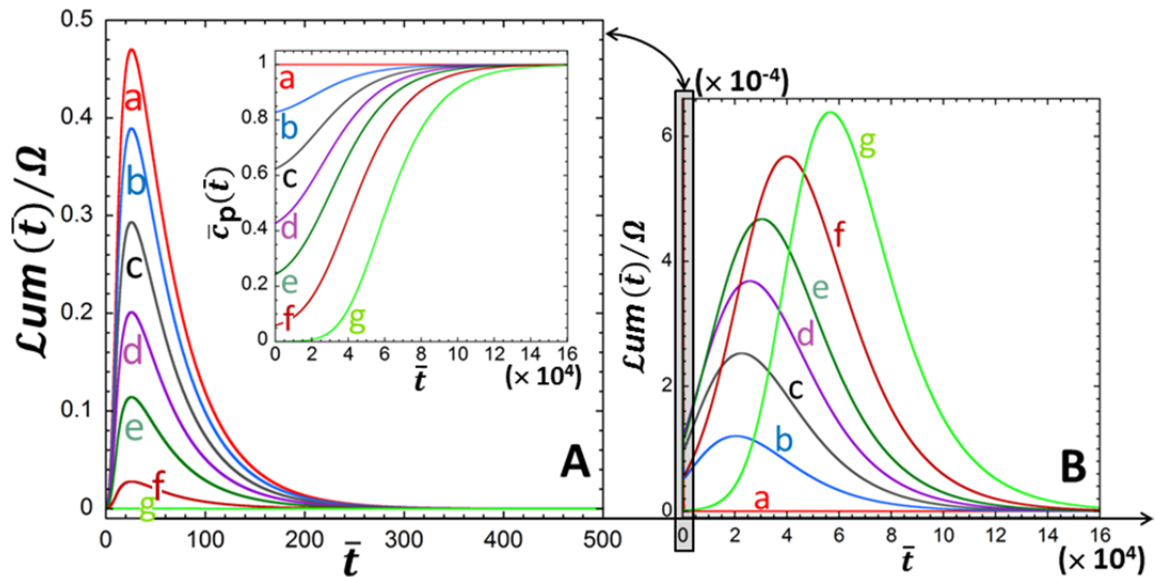 ℒum(t̄)/Ω
0.5
0.4
0.3
0.2
0.1
0
a
b
c
d
e
f
g
0 100 200 300 400 500
t̄
A
c̄p(t̄)
1
0.8
0.6
0.4
0.2
0
a
b
c
d
e
f
g
0 2 4 6 8 10 12 14 16
t̄
(× 10⁴)
(× 10⁻⁴)
ℒum(t̄)/Ω
6
4
2
0
g
f
e
d
c
b
a
B
0 2 4 6 8 10 12 14 16
t̄
(× 10⁴)